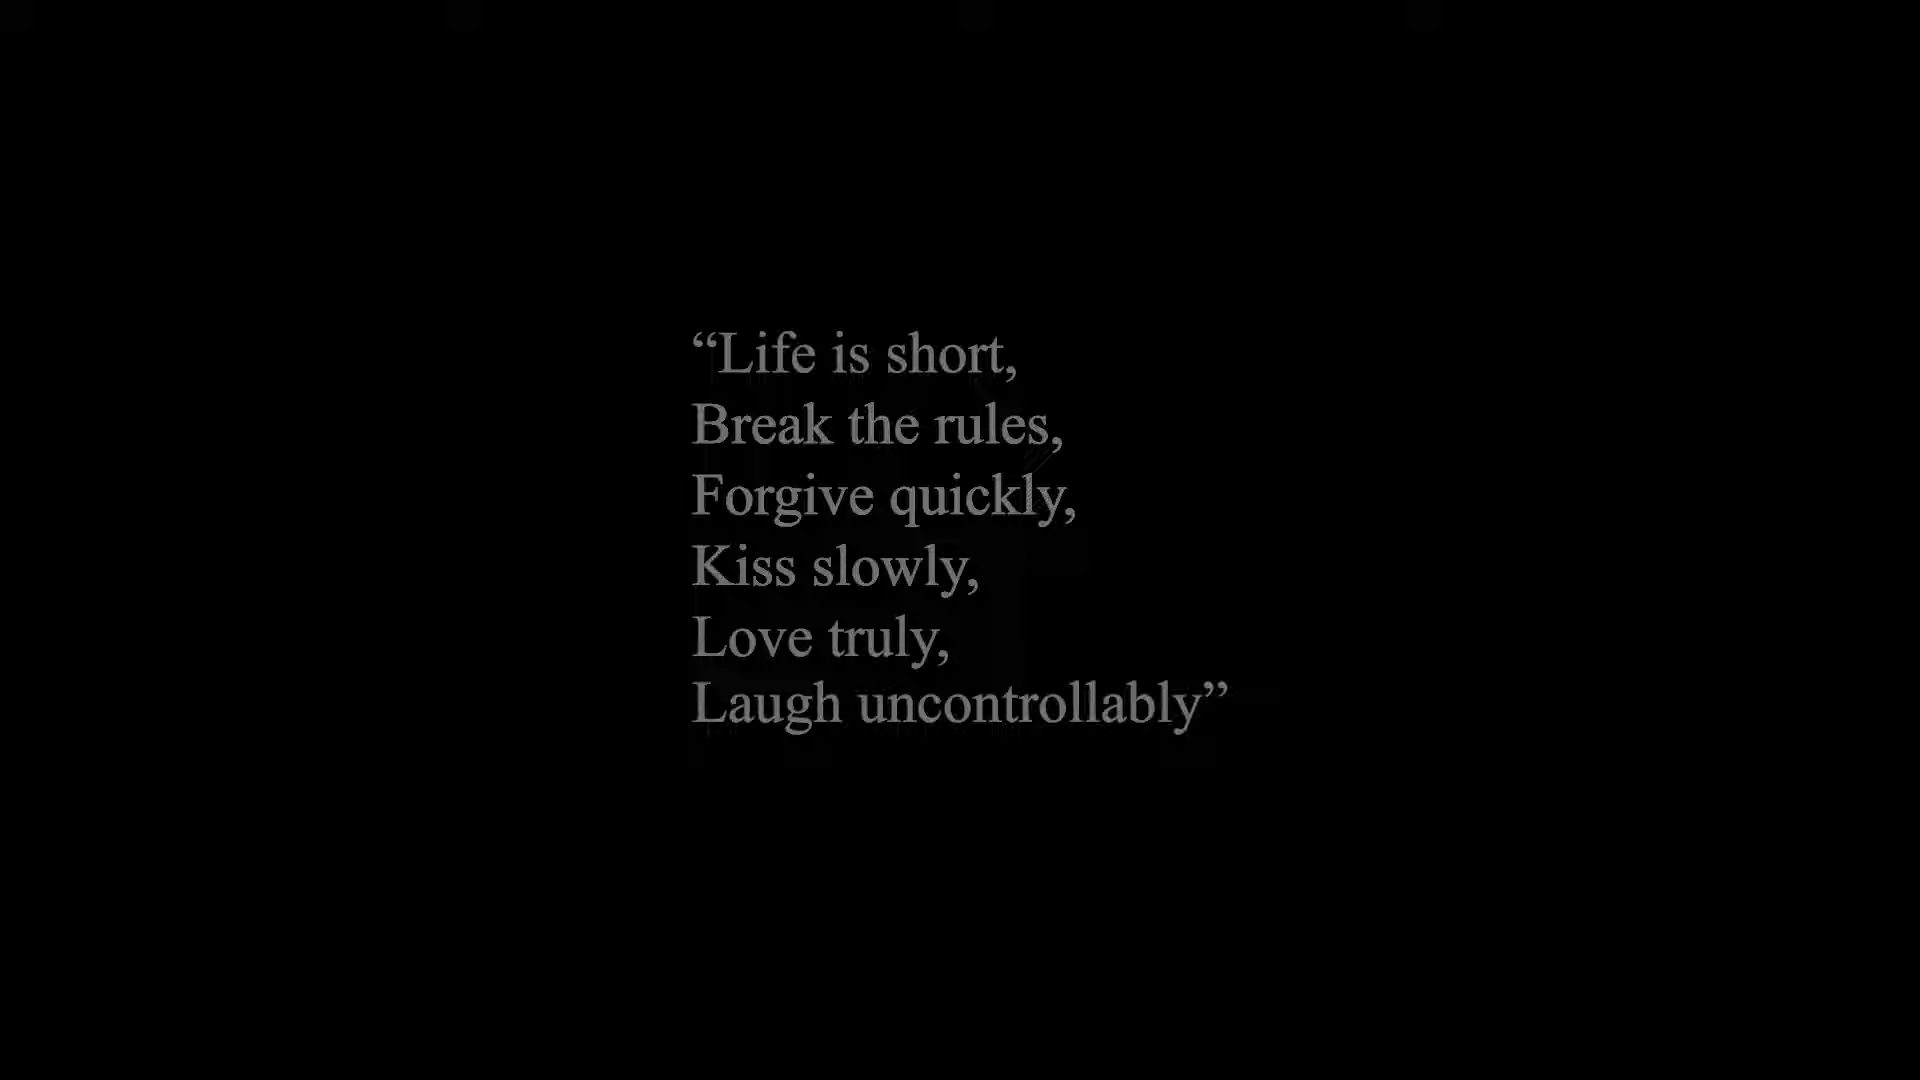 “Life is short,
Break the rules,
Forgive quickly,
Kiss slowly,
Love truly,
Laugh uncontrollably”